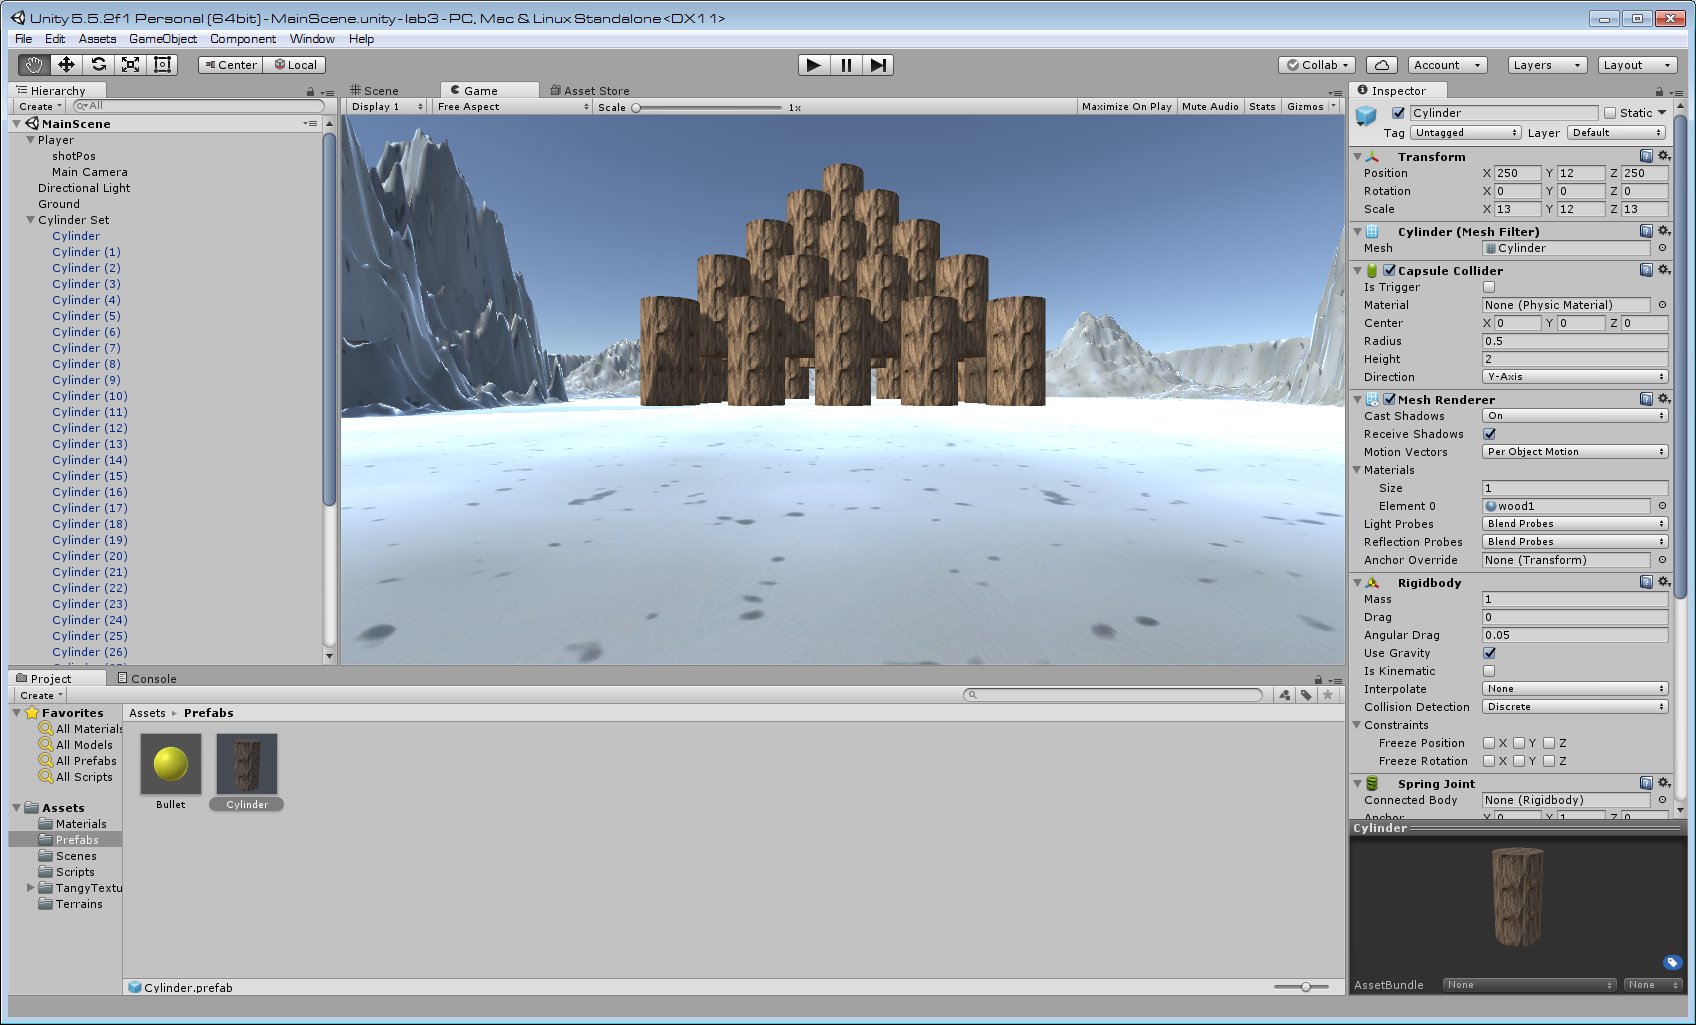 Unity 5.5.2f1 Personal (64bit) - MainScene.unity - lab3 - PC, Mac & Linux Standalone <DX11>
File Edit Assets GameObject Component Window Help
Center Local Collab Account Layers Layout
Hierarchy
Create All
MainScene
Player
shotPos
Main Camera
Directional Light
Ground
Cylinder Set
Cylinder
Cylinder (1)
Cylinder (2)
Cylinder (3)
Cylinder (4)
Cylinder (5)
Cylinder (6)
Cylinder (7)
Cylinder (8)
Cylinder (9)
Cylinder (10)
Cylinder (11)
Cylinder (12)
Cylinder (13)
Cylinder (14)
Cylinder (15)
Cylinder (16)
Cylinder (17)
Cylinder (18)
Cylinder (19)
Cylinder (20)
Cylinder (21)
Cylinder (22)
Cylinder (23)
Cylinder (24)
Cylinder (25)
Cylinder (26)
Scene Game Asset Store
Display 1 Free Aspect Scale 1x Maximize On Play Mute Audio Stats Gizmos
Inspector
Cylinder Static
Tag Untagged Layer Default
Transform
Position X 250 Y 12 Z 250
Rotation X 0 Y 0 Z 0
Scale X 13 Y 12 Z 13
Cylinder (Mesh Filter)
Mesh Cylinder
Capsule Collider
Is Trigger
Material None (Physic Material)
Center X 0 Y 0 Z 0
Radius 0.5
Height 2
Direction Y-Axis
Mesh Renderer
Cast Shadows On
Receive Shadows
Motion Vectors Per Object Motion
Materials
Size 1
Element 0 wood1
Light Probes Blend Probes
Reflection Probes Blend Probes
Anchor Override None (Transform)
Rigidbody
Mass 1
Drag 0
Angular Drag 0.05
Use Gravity
Is Kinematic
Interpolate None
Collision Detection Discrete
Constraints
Freeze Position X Y Z
Freeze Rotation X Y Z
Spring Joint
Connected Body None (Rigidbody)
Anchor X 0 Y 1 Z 0
Cylinder
AssetBundle None None
Project Console
Create
Favorites
All Materials
All Models
All Prefabs
All Scripts
Assets
Materials
Prefabs
Scenes
Scripts
TangyTextu
Terrains
Assets ▸ Prefabs
Bullet Cylinder
Cylinder.prefab